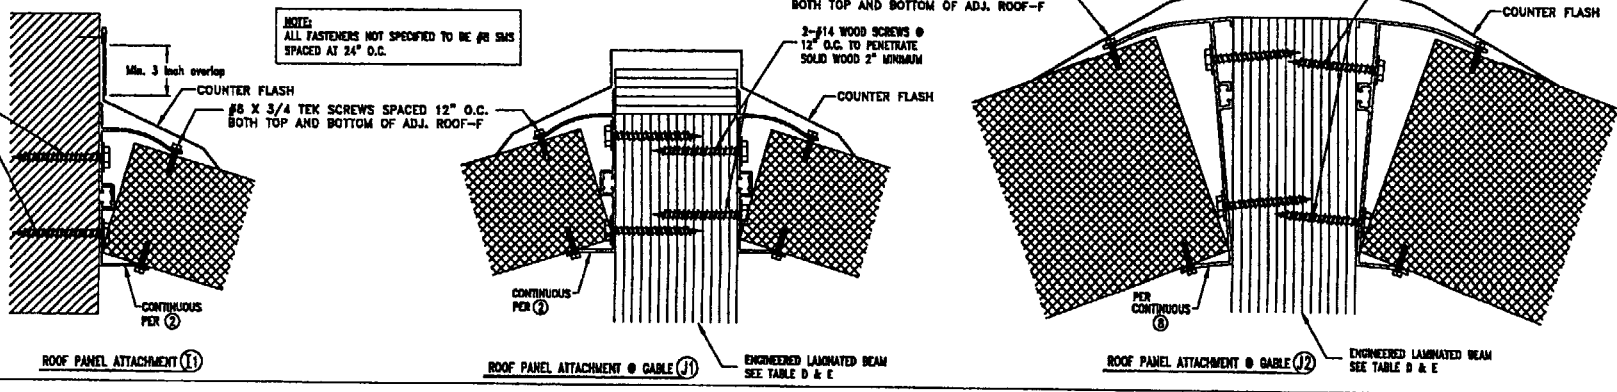 NOTE:
ALL FASTENERS NOT SPECIFIED TO BE #8 SMS
SPACED AT 24" O.C.
Min. 3 inch overlap
COUNTER FLASH
#8 X 3/4 TEK SCREWS SPACED 12" O.C.
BOTH TOP AND BOTTOM OF ADJ. ROOF-F
CONTINUOUS
PER 2
ROOF PANEL ATTACHMENT I1
BOTH TOP AND BOTTOM OF ADJ. ROOF-F
2-#14 WOOD SCREWS @
12" O.C. TO PENETRATE
SOLID WOOD 2" MINIMUM
COUNTER FLASH
CONTINUOUS
PER 2
ENGINEERED LAMINATED BEAM
SEE TABLE D & E
ROOF PANEL ATTACHMENT @ GABLE J1
COUNTER FLASH
PER
CONTINUOUS
8
ENGINEERED LAMINATED BEAM
SEE TABLE D & E
ROOF PANEL ATTACHMENT @ GABLE J2